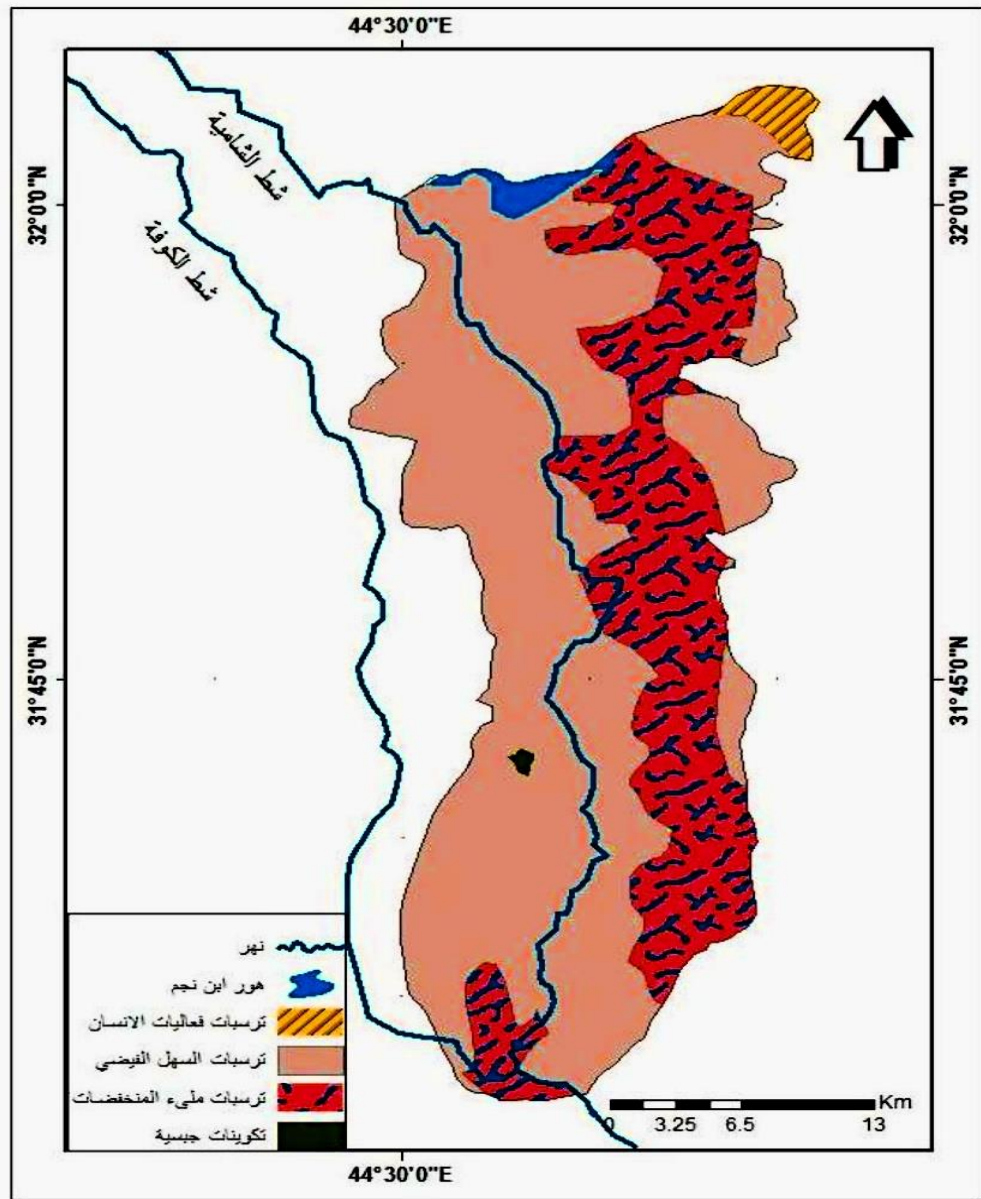 44°30'0"E
شط الشامية
شط الكوفة
32°0'0"N
32°0'0"N
31°45'0"N
31°45'0"N
نهر
هور ابن نجم
ترسبات فعاليات الانسان
ترسبات السهل الفيضي
ترسبات مليء المنخفضات
تكوينات جبسية
Km
0 3.25 6.5 13
44°30'0"E